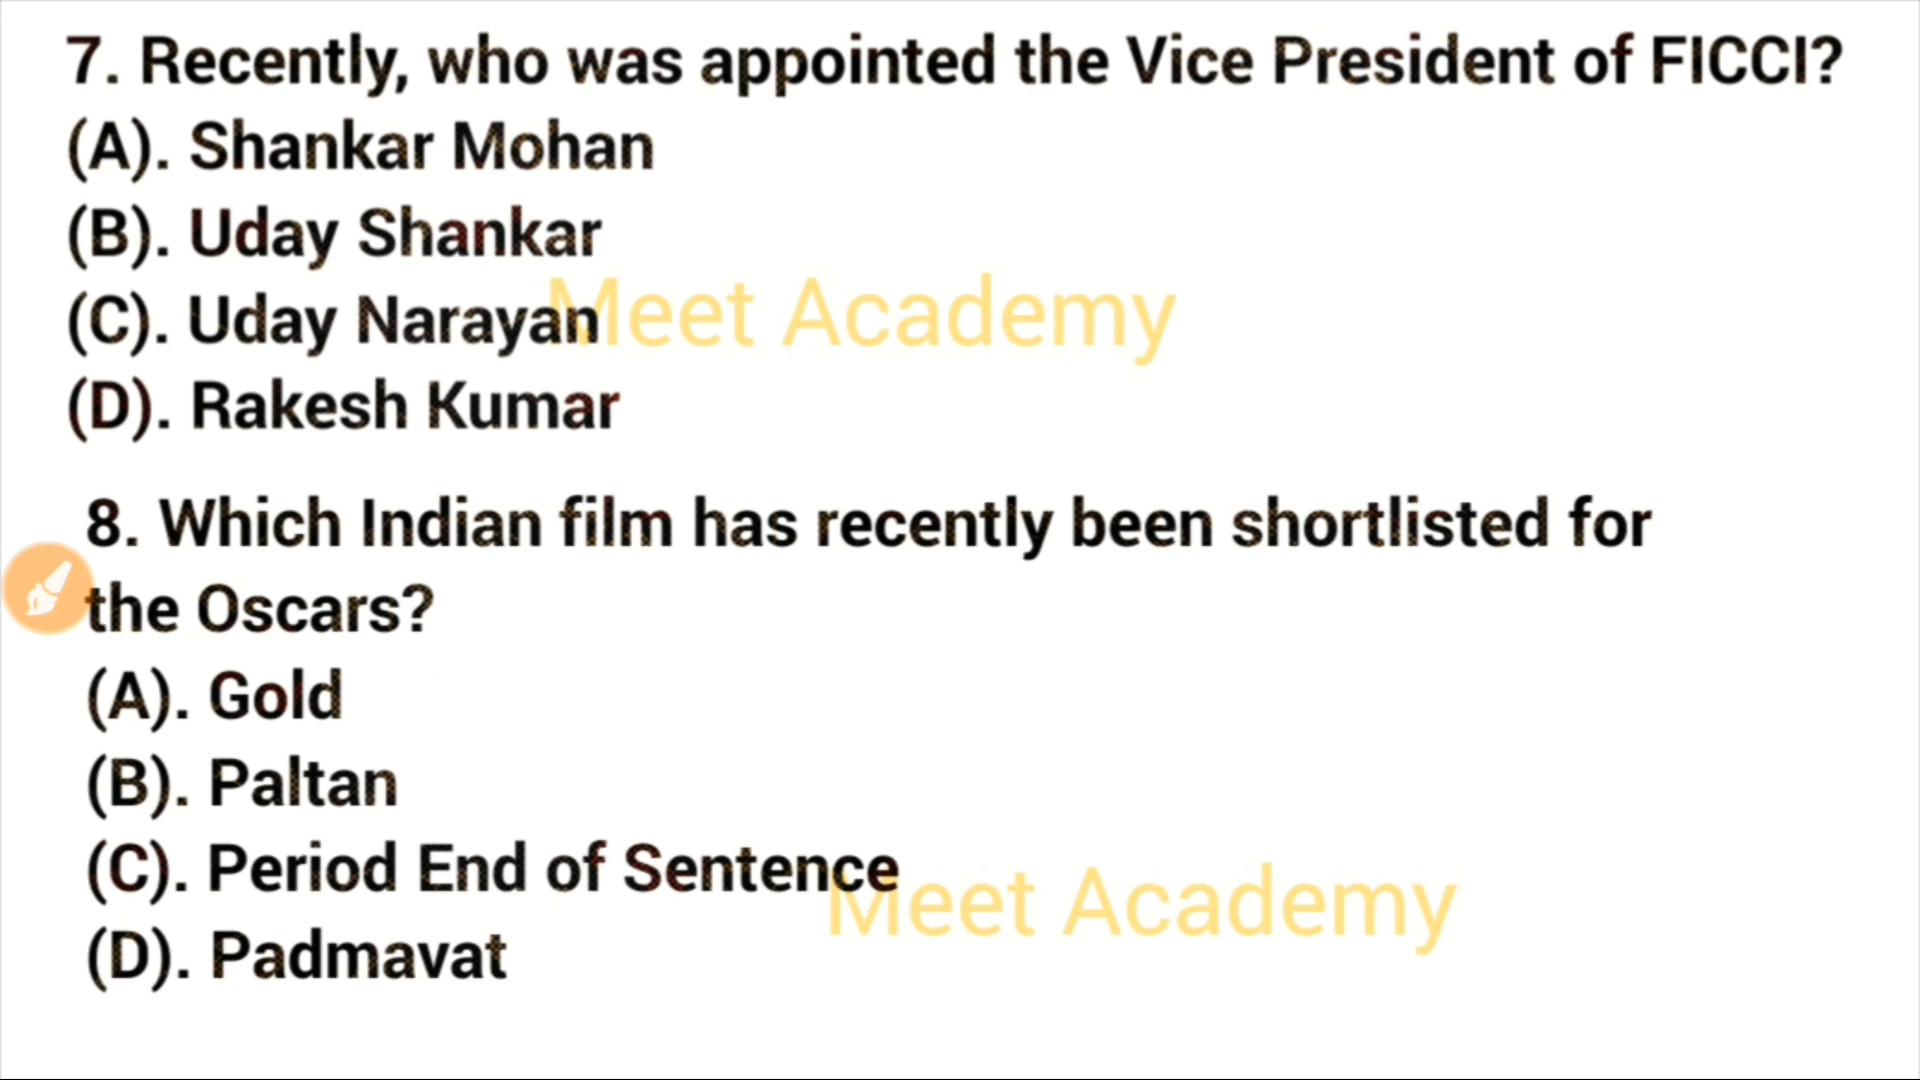 7. Recently, who was appointed the Vice President of FICCI?
(A). Shankar Mohan
(B). Uday Shankar
(C). Uday Narayan
Meet Academy
(D). Rakesh Kumar
8. Which Indian film has recently been shortlisted for
the Oscars?
(A). Gold
(B). Paltan
(C). Period End of Sentence
Meet Academy
(D). Padmavat